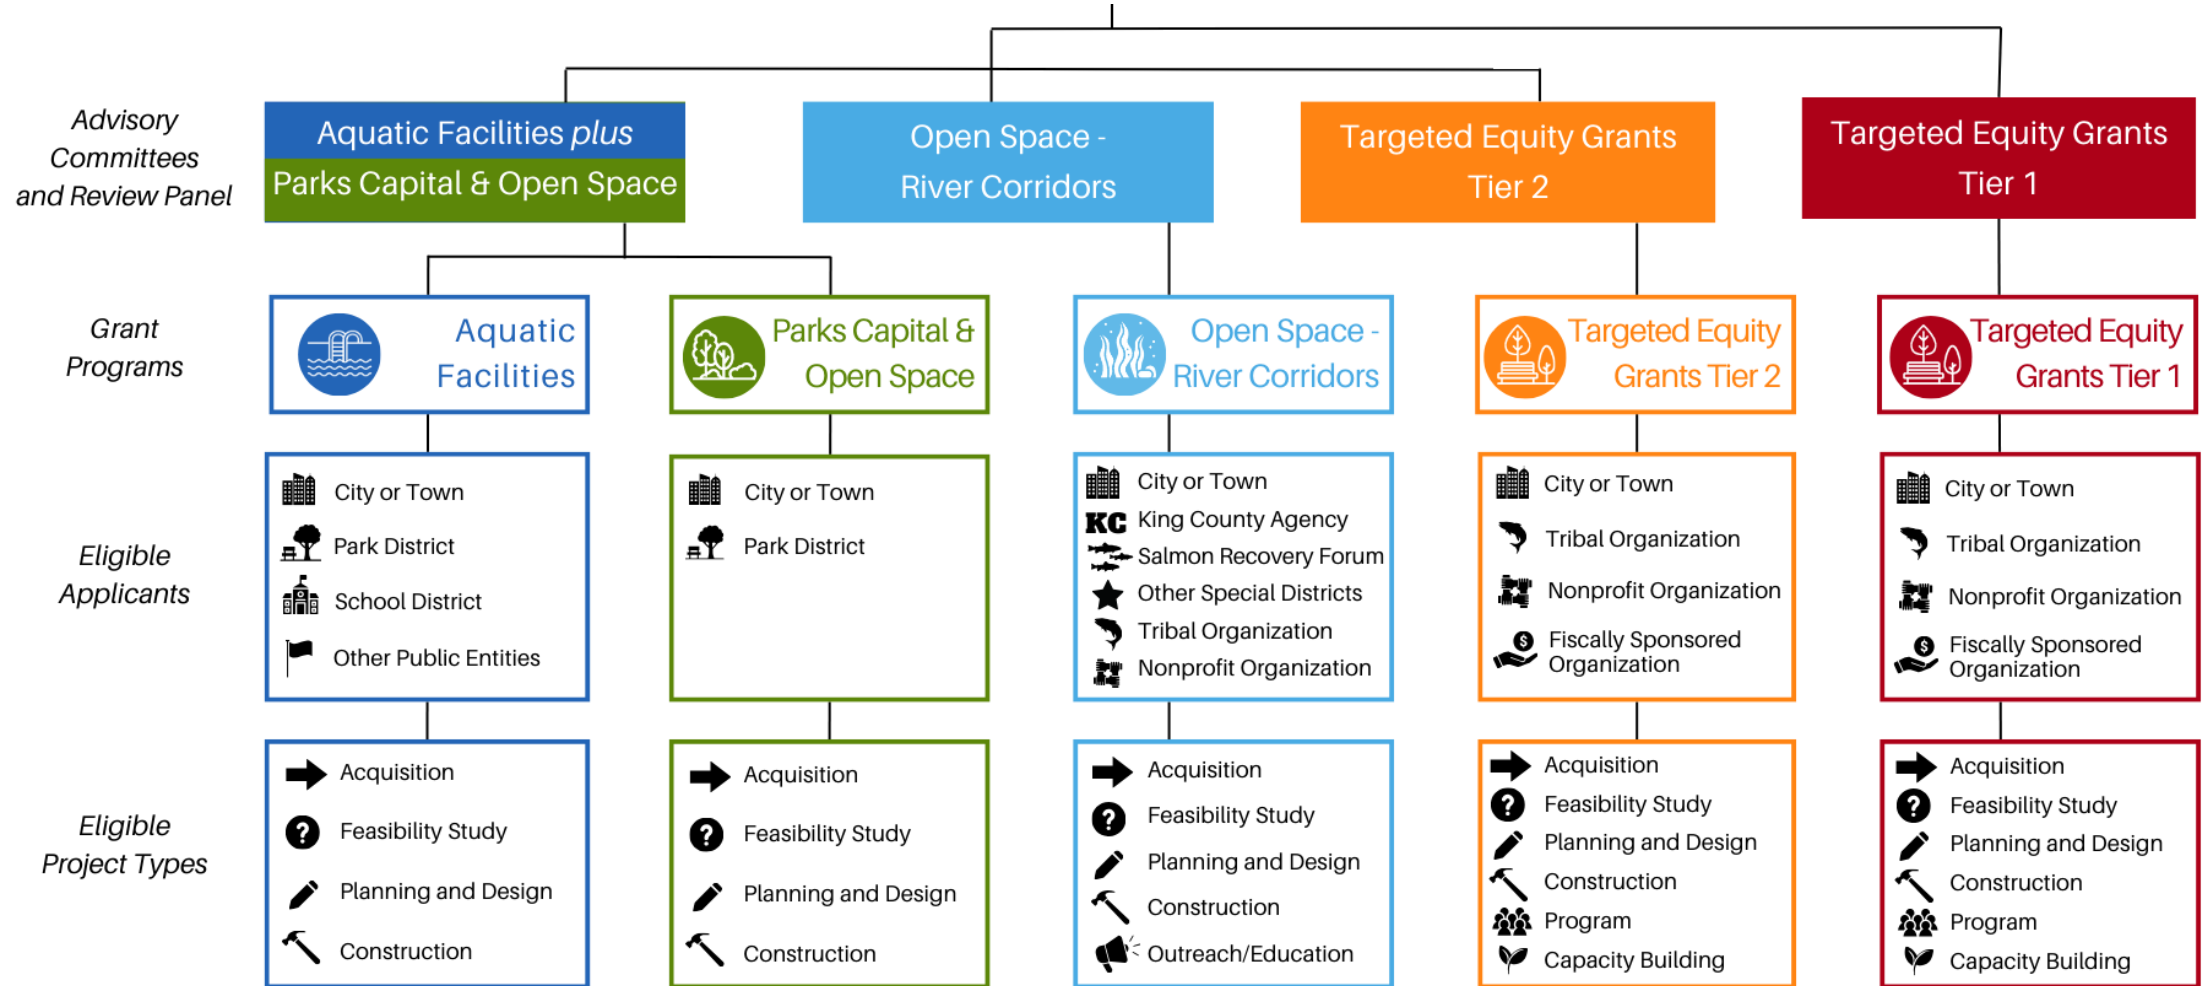 Advisory
Committees
and Review Panel
Aquatic Facilities plus
Parks Capital & Open Space
Open Space -
River Corridors
Targeted Equity Grants
Tier 2
Targeted Equity Grants
Tier 1
Grant
Programs
Aquatic
Facilities
Parks Capital &
Open Space
Open Space -
River Corridors
Targeted Equity
Grants Tier 2
Targeted Equity
Grants Tier 1
Eligible
Applicants
City or Town
Park District
School District
Other Public Entities
City or Town
Park District
City or Town
KC King County Agency
Salmon Recovery Forum
Other Special Districts
Tribal Organization
Nonprofit Organization
City or Town
Tribal Organization
Nonprofit Organization
Fiscally Sponsored
Organization
City or Town
Tribal Organization
Nonprofit Organization
Fiscally Sponsored
Organization
Eligible
Project Types
Acquisition
? Feasibility Study
Planning and Design
Construction
Acquisition
? Feasibility Study
Planning and Design
Construction
Acquisition
? Feasibility Study
Planning and Design
Construction
Outreach/Education
Acquisition
? Feasibility Study
Planning and Design
Construction
Program
Capacity Building
Acquisition
? Feasibility Study
Planning and Design
Construction
Program
Capacity Building